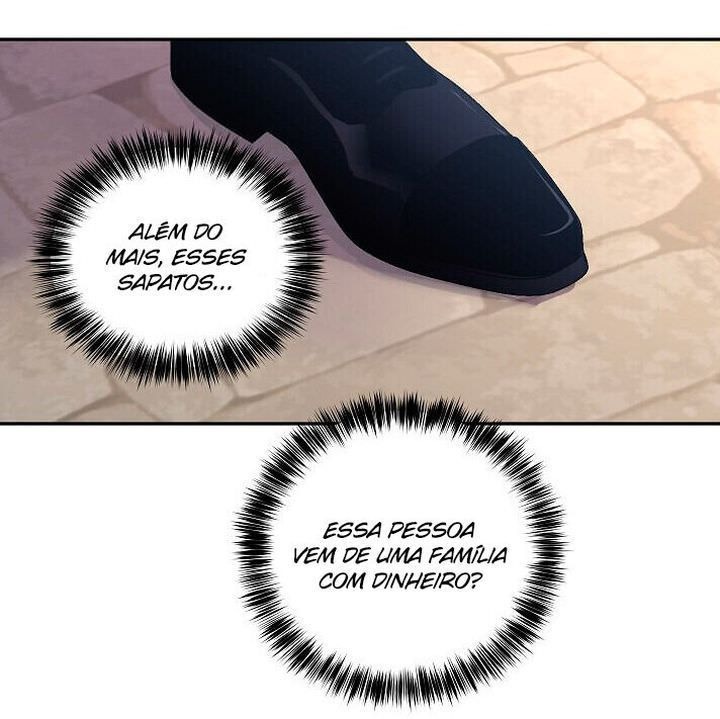 ALÉM DO
MAIS, ESSES
SAPATOS...
ESSA PESSOA
VEM DE UMA FAMÍLIA
COM DINHEIRO?